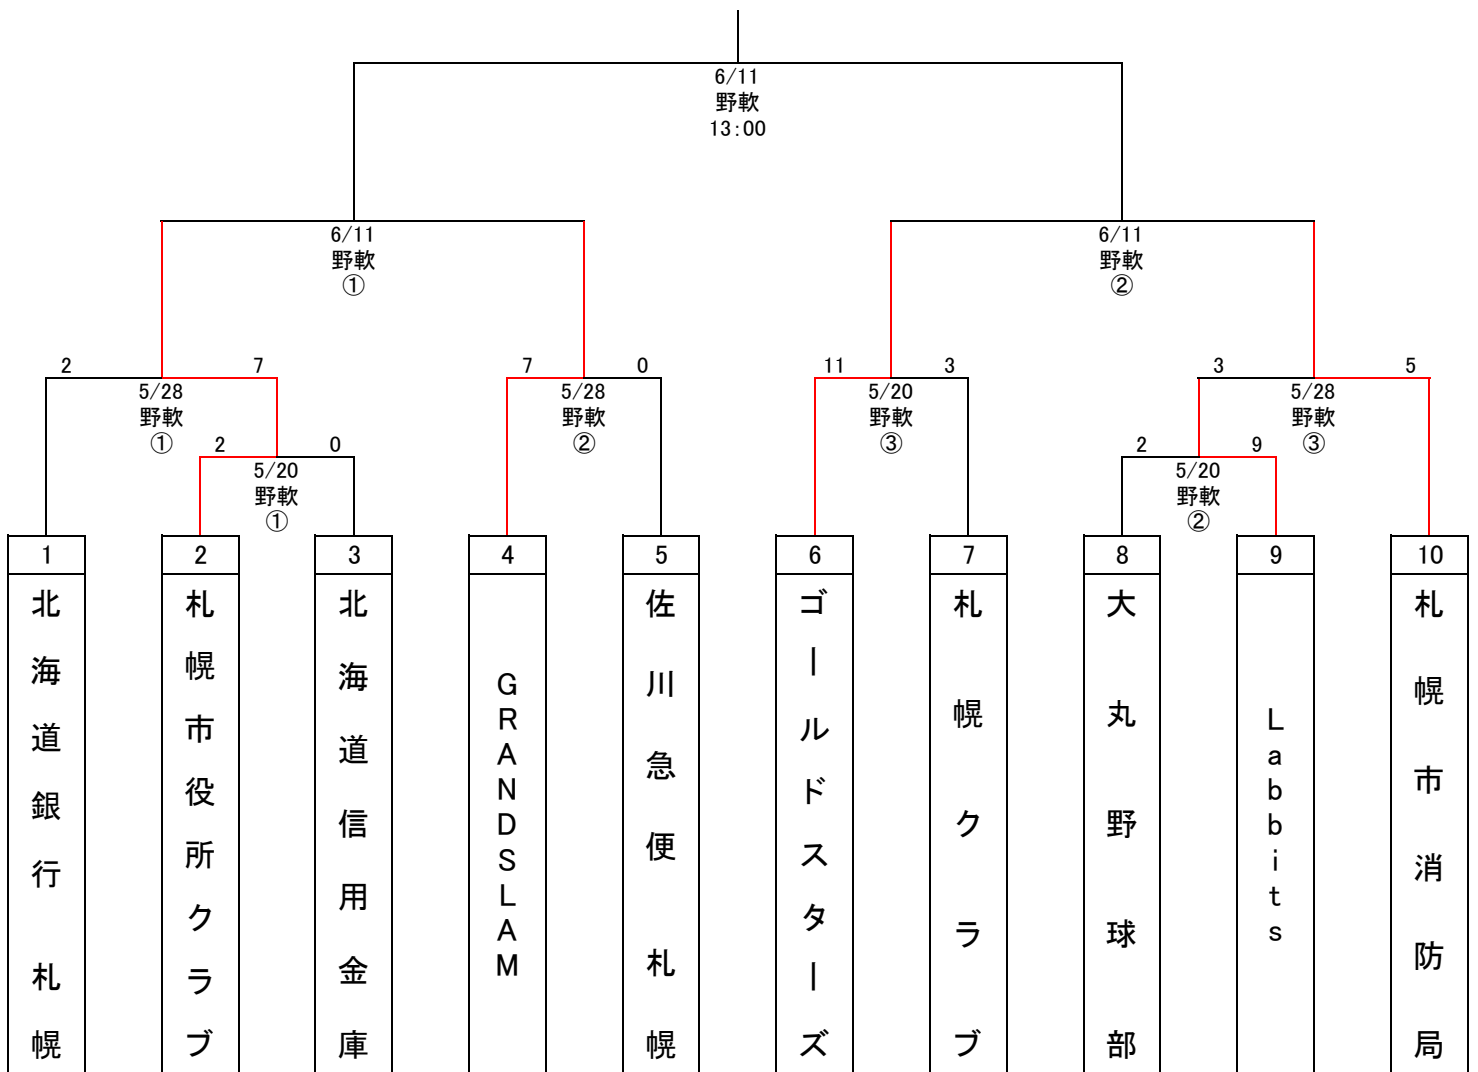 6/11
野軟
13:00
6/11
野軟
①
6/11
野軟
②
2 7
5/28
野軟
①
7 0
5/28
野軟
②
11 3
5/20
野軟
③
3 5
5/28
野軟
③
2 0
5/20
野軟
①
2 9
5/20
野軟
②
1 2 3 4 5 6 7 8 9 10
北海道銀行 札幌
札幌市役所クラブ
北海道信用金庫
GRANDSLAM
佐川急便 札幌
ゴールドスターズ
札幌クラブ
大丸野球部
Labbits
札幌市消防局